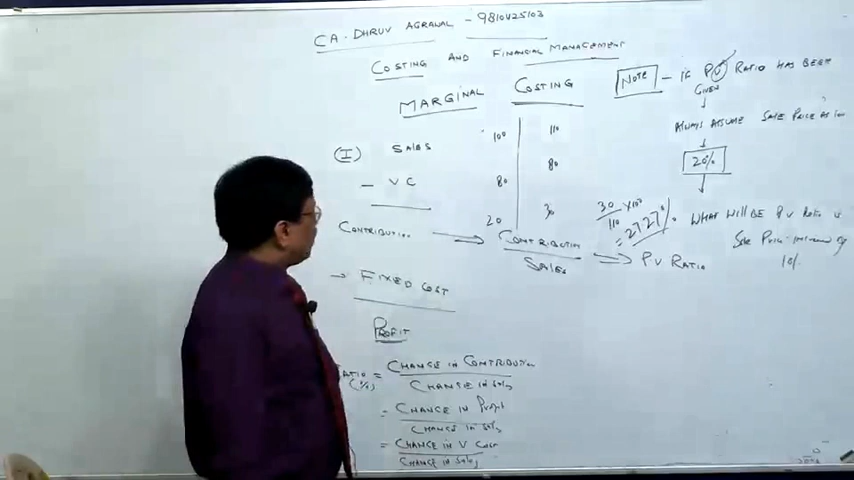 CA. DHRUV AGRAWAL - 9810425103
COSTING AND FINANCIAL MANAGEMENT
MARGINAL COSTING
NOTE - IF PV RATIO HAS BEEN
GIVEN
ALWAYS ASSUME SALE PRICE AS 100
20%
WHAT WILL BE PV RATIO IF
Sale Price increased by
10%
(I) SALES 100 110
- VC 80 80
CONTRIBUTION 20 30
30/110 ×100
= 27.27%
CONTRIBUTION
SALES
PV RATIO
→ FIXED COST
PROFIT
RATIO (%) = CHANGE IN CONTRIBUTION
CHANGE IN Sales
= CHANGE IN Profit
CHANGE IN Sales
= CHANGE IN V Cost
CHANGE IN Sales